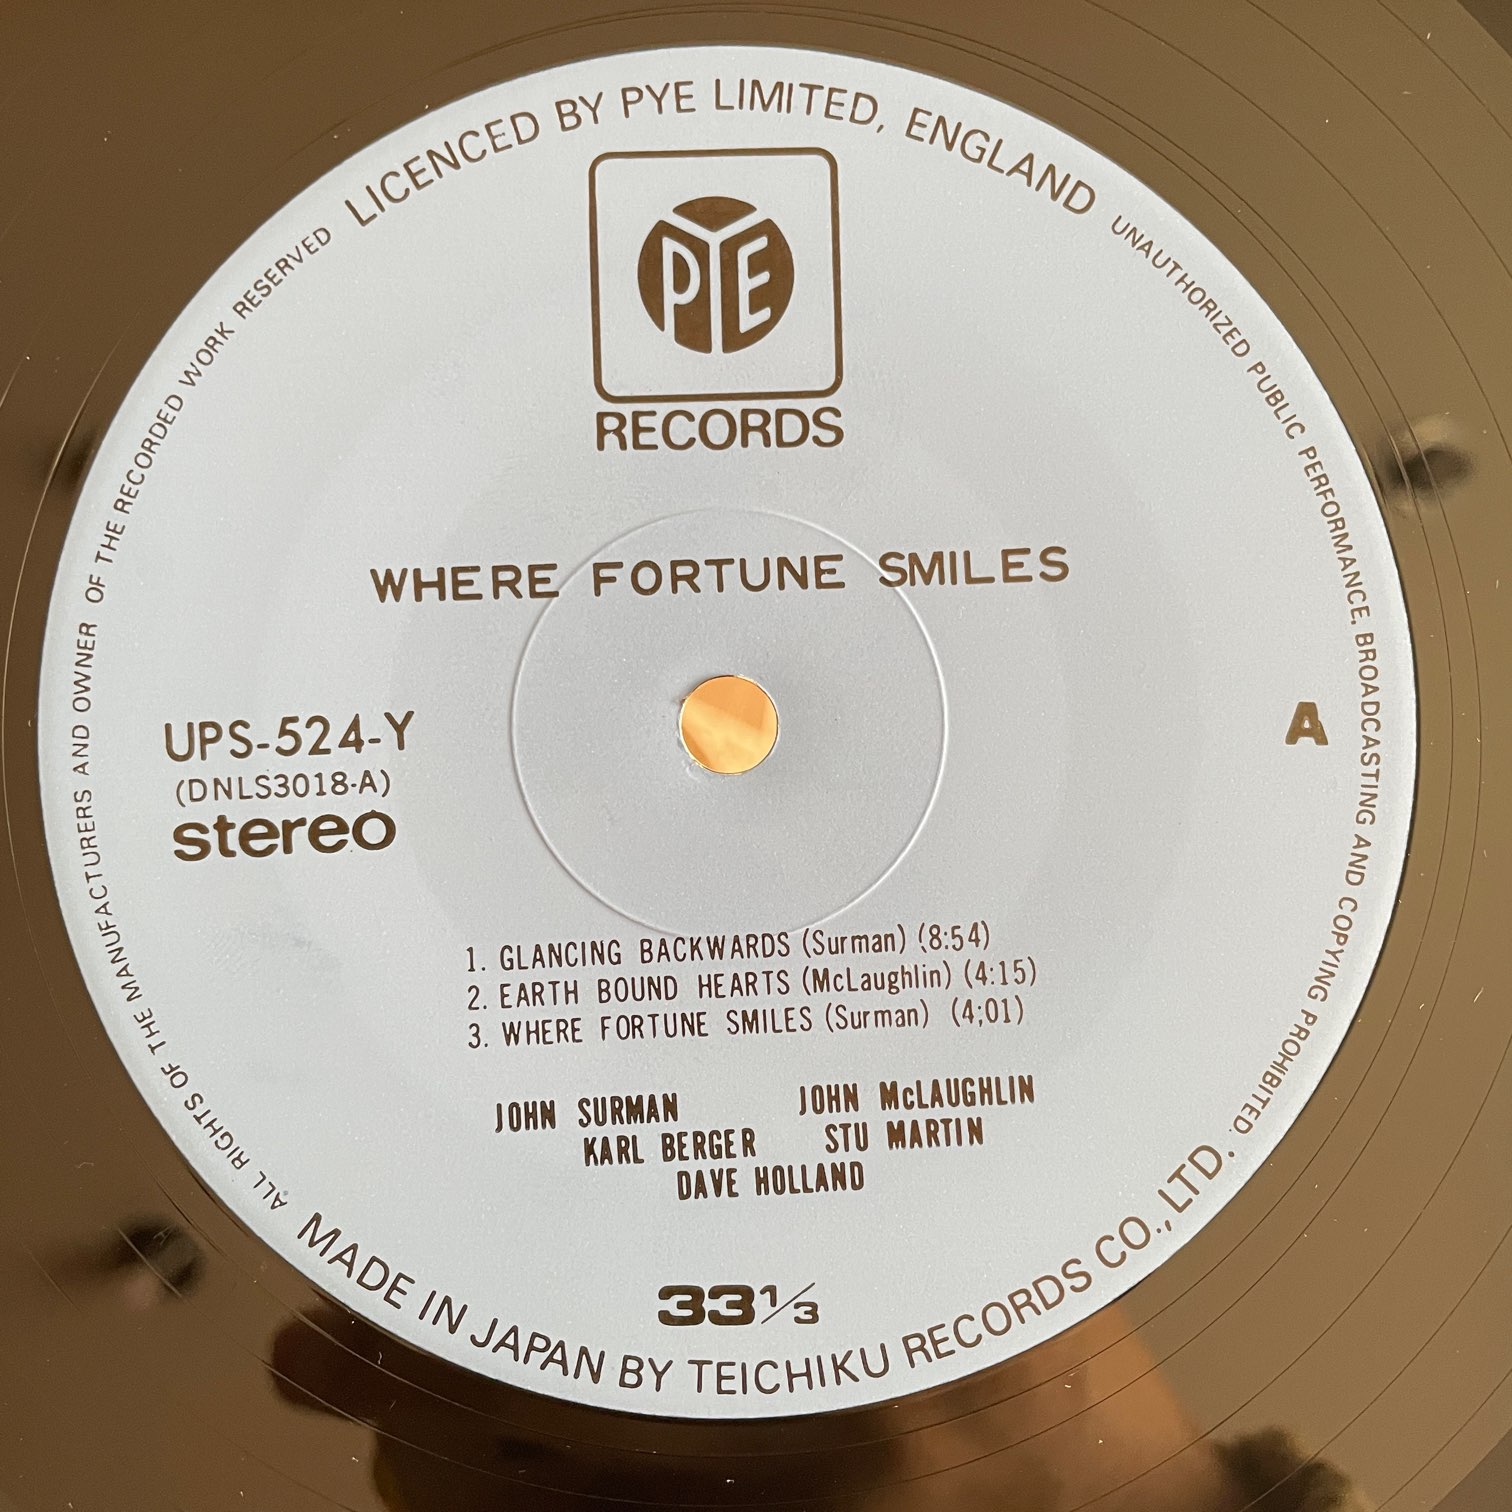 LICENCED BY PYE LIMITED, ENGLAND
UNAUTHORIZED PUBLIC PERFORMANCE, BROADCASTING AND COPYING PROHIBITED.
PYE
RECORDS
WHERE FORTUNE SMILES
UPS-524-Y
(DNLS3018-A)
stereo
A
1. GLANCING BACKWARDS (Surman) (8:54)
2. EARTH BOUND HEARTS (McLaughlin) (4:15)
3. WHERE FORTUNE SMILES (Surman) (4;01)
JOHN SURMAN JOHN McLAUGHLIN
KARL BERGER STU MARTIN
DAVE HOLLAND
33 1/3
ALL RIGHTS OF THE MANUFACTURERS AND OWNER OF THE RECORDED WORK RESERVED
MADE IN JAPAN BY TEICHIKU RECORDS CO., LTD.